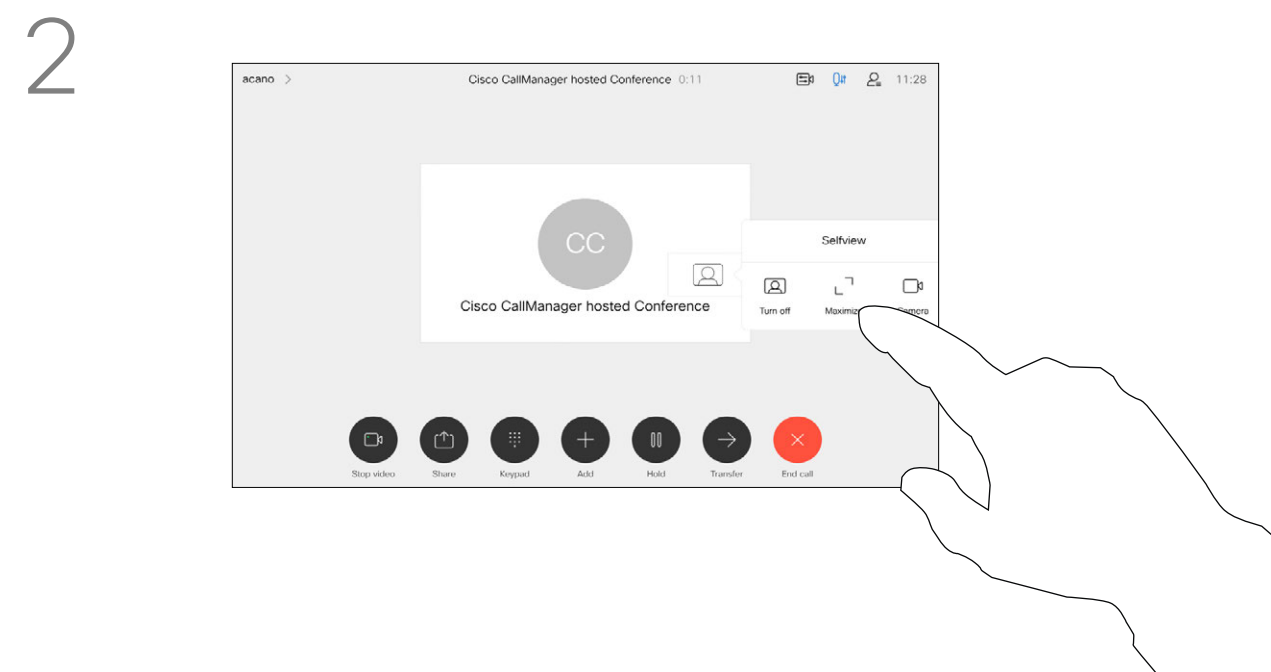 2
acano >
Cisco CallManager hosted Conference 0:11
11:28
CC
Cisco CallManager hosted Conference
Selfview
Turn off
Stop video Share Keypad Add Hold Transfer End call